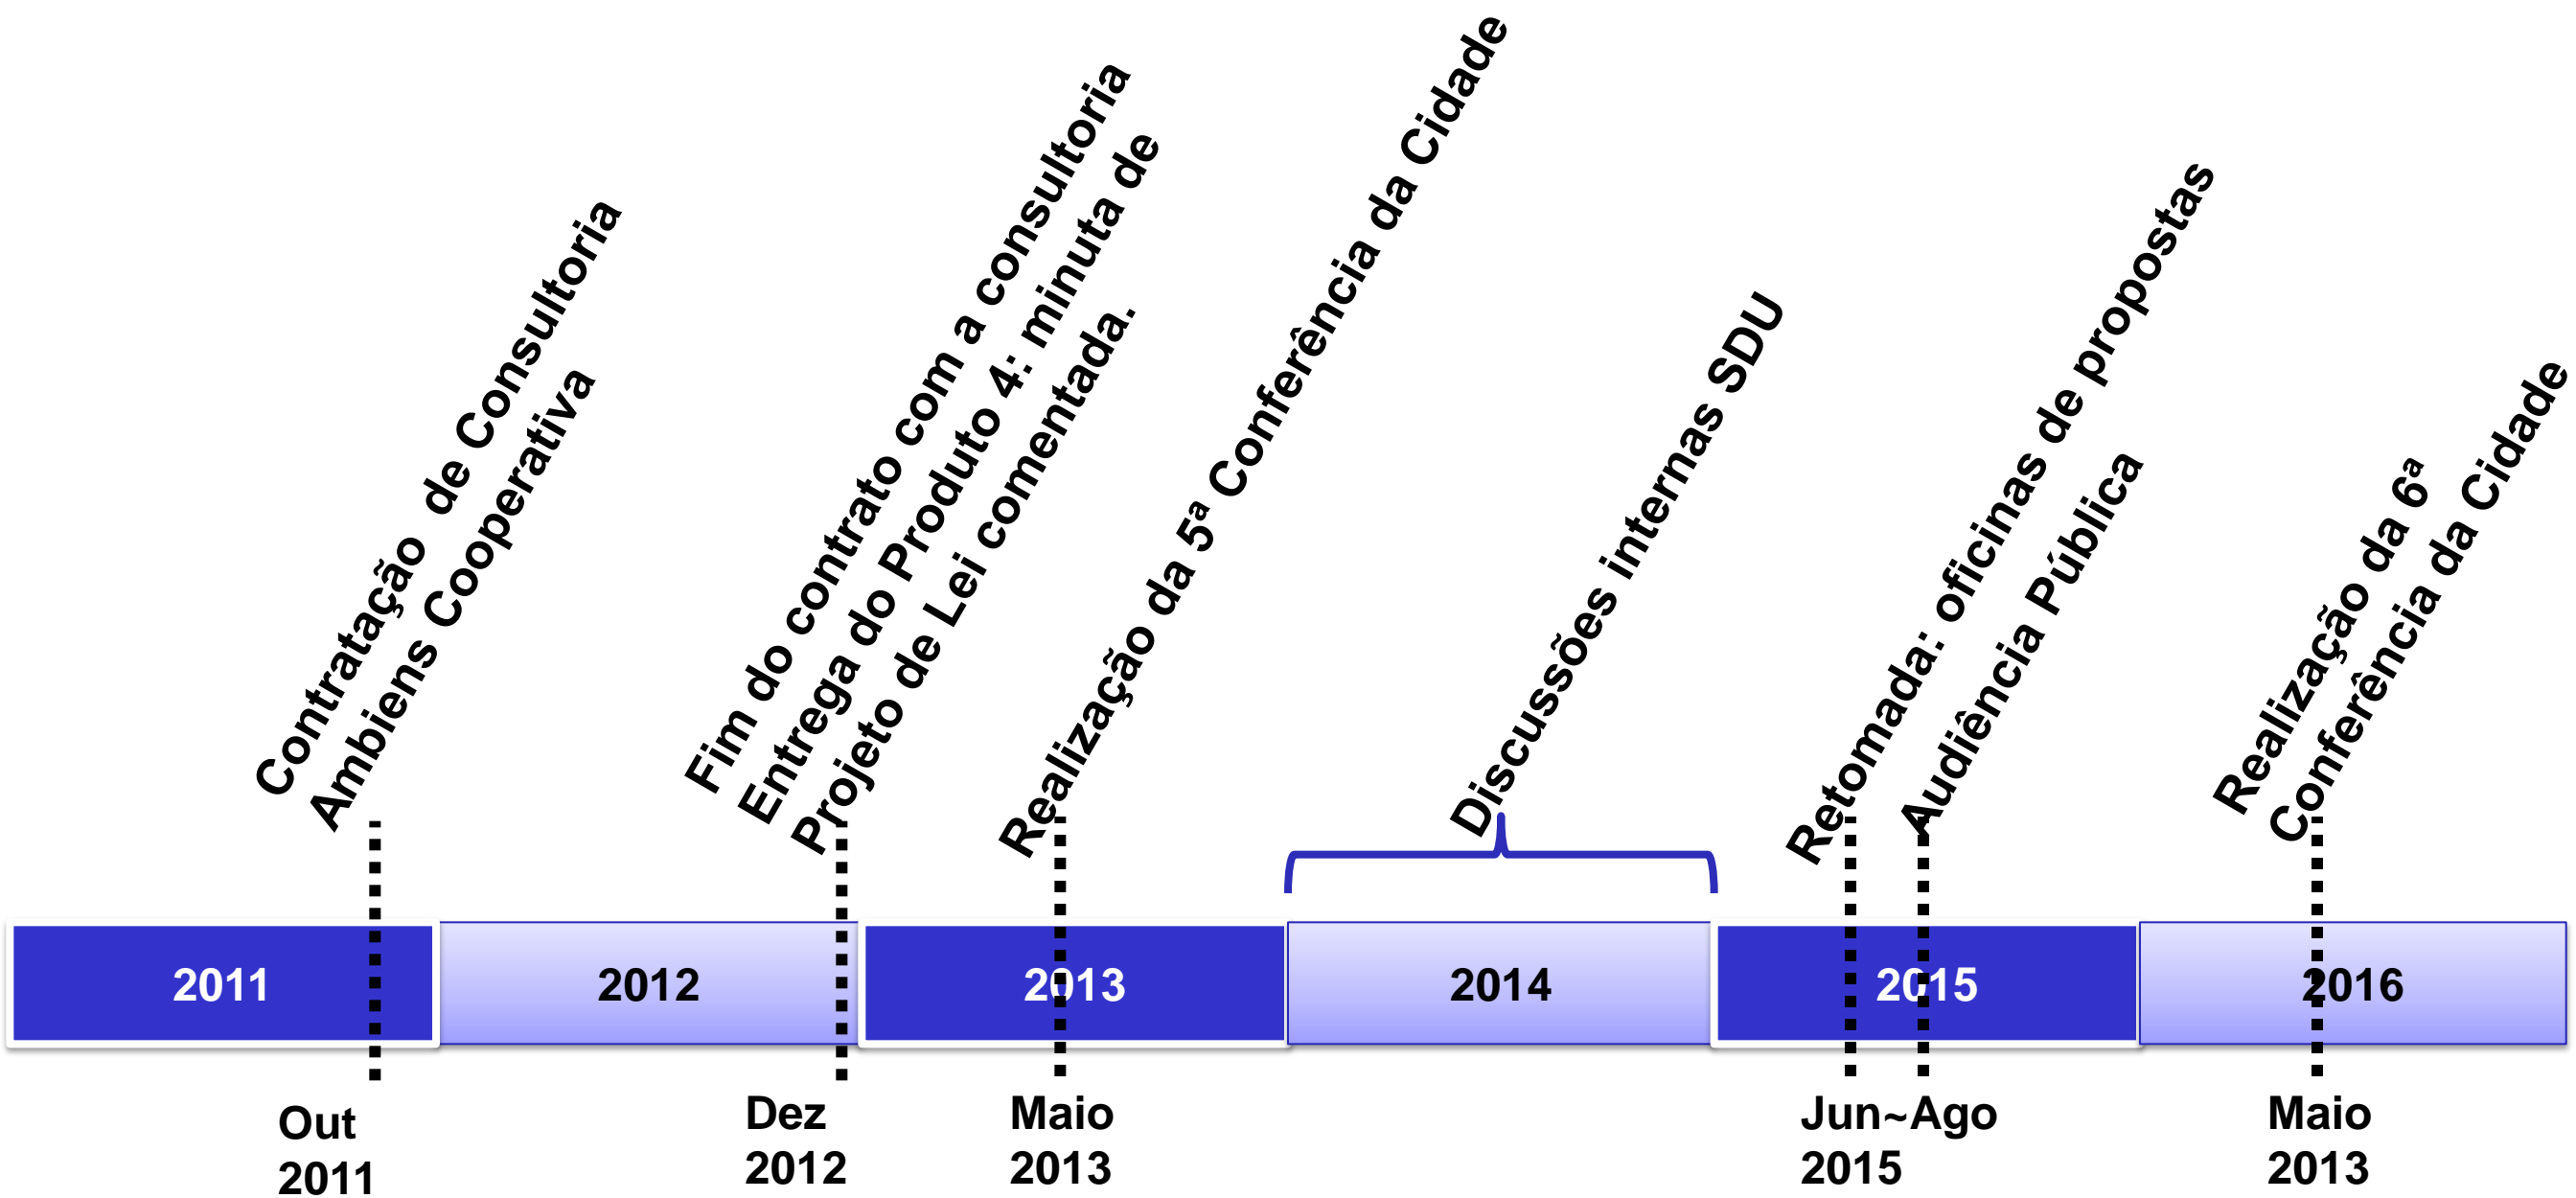 Contratação de Consultoria
Ambiens Cooperativa
Fim do contrato com a consultoria
Entrega do Produto 4: minuta de
Projeto de Lei comentada.
Realização da 5ª Conferência da Cidade
Discussões internas SDU
Retomada: oficinas de propostas
Audiência Pública
Realização da 6ª
Conferência da Cidade
2011
2012
2013
2014
2015
2016
Out
2011
Dez
2012
Maio
2013
Jun~Ago
2015
Maio
2013